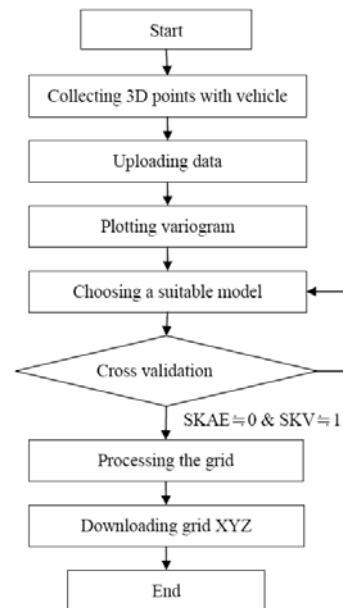 Start
Collecting 3D points with vehicle
Uploading data
Plotting variogram
Choosing a suitable model
Cross validation
SKAE≒0 & SKV≒1
Processing the grid
Downloading grid XYZ
End